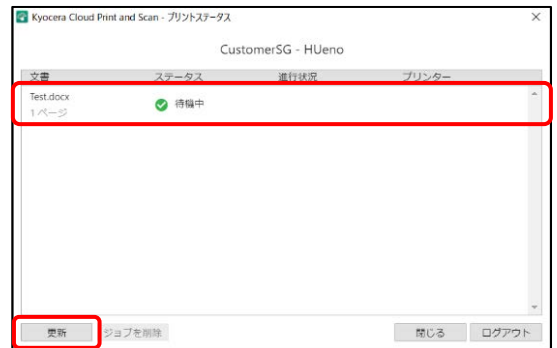 Kyocera Cloud Print and Scan - プリントステータス
CustomerSG - HUeno
文書 ステータス 進行状況 プリンター
Test.docx 待機中
1 ページ
更新 ジョブを削除 閉じる ログアウト